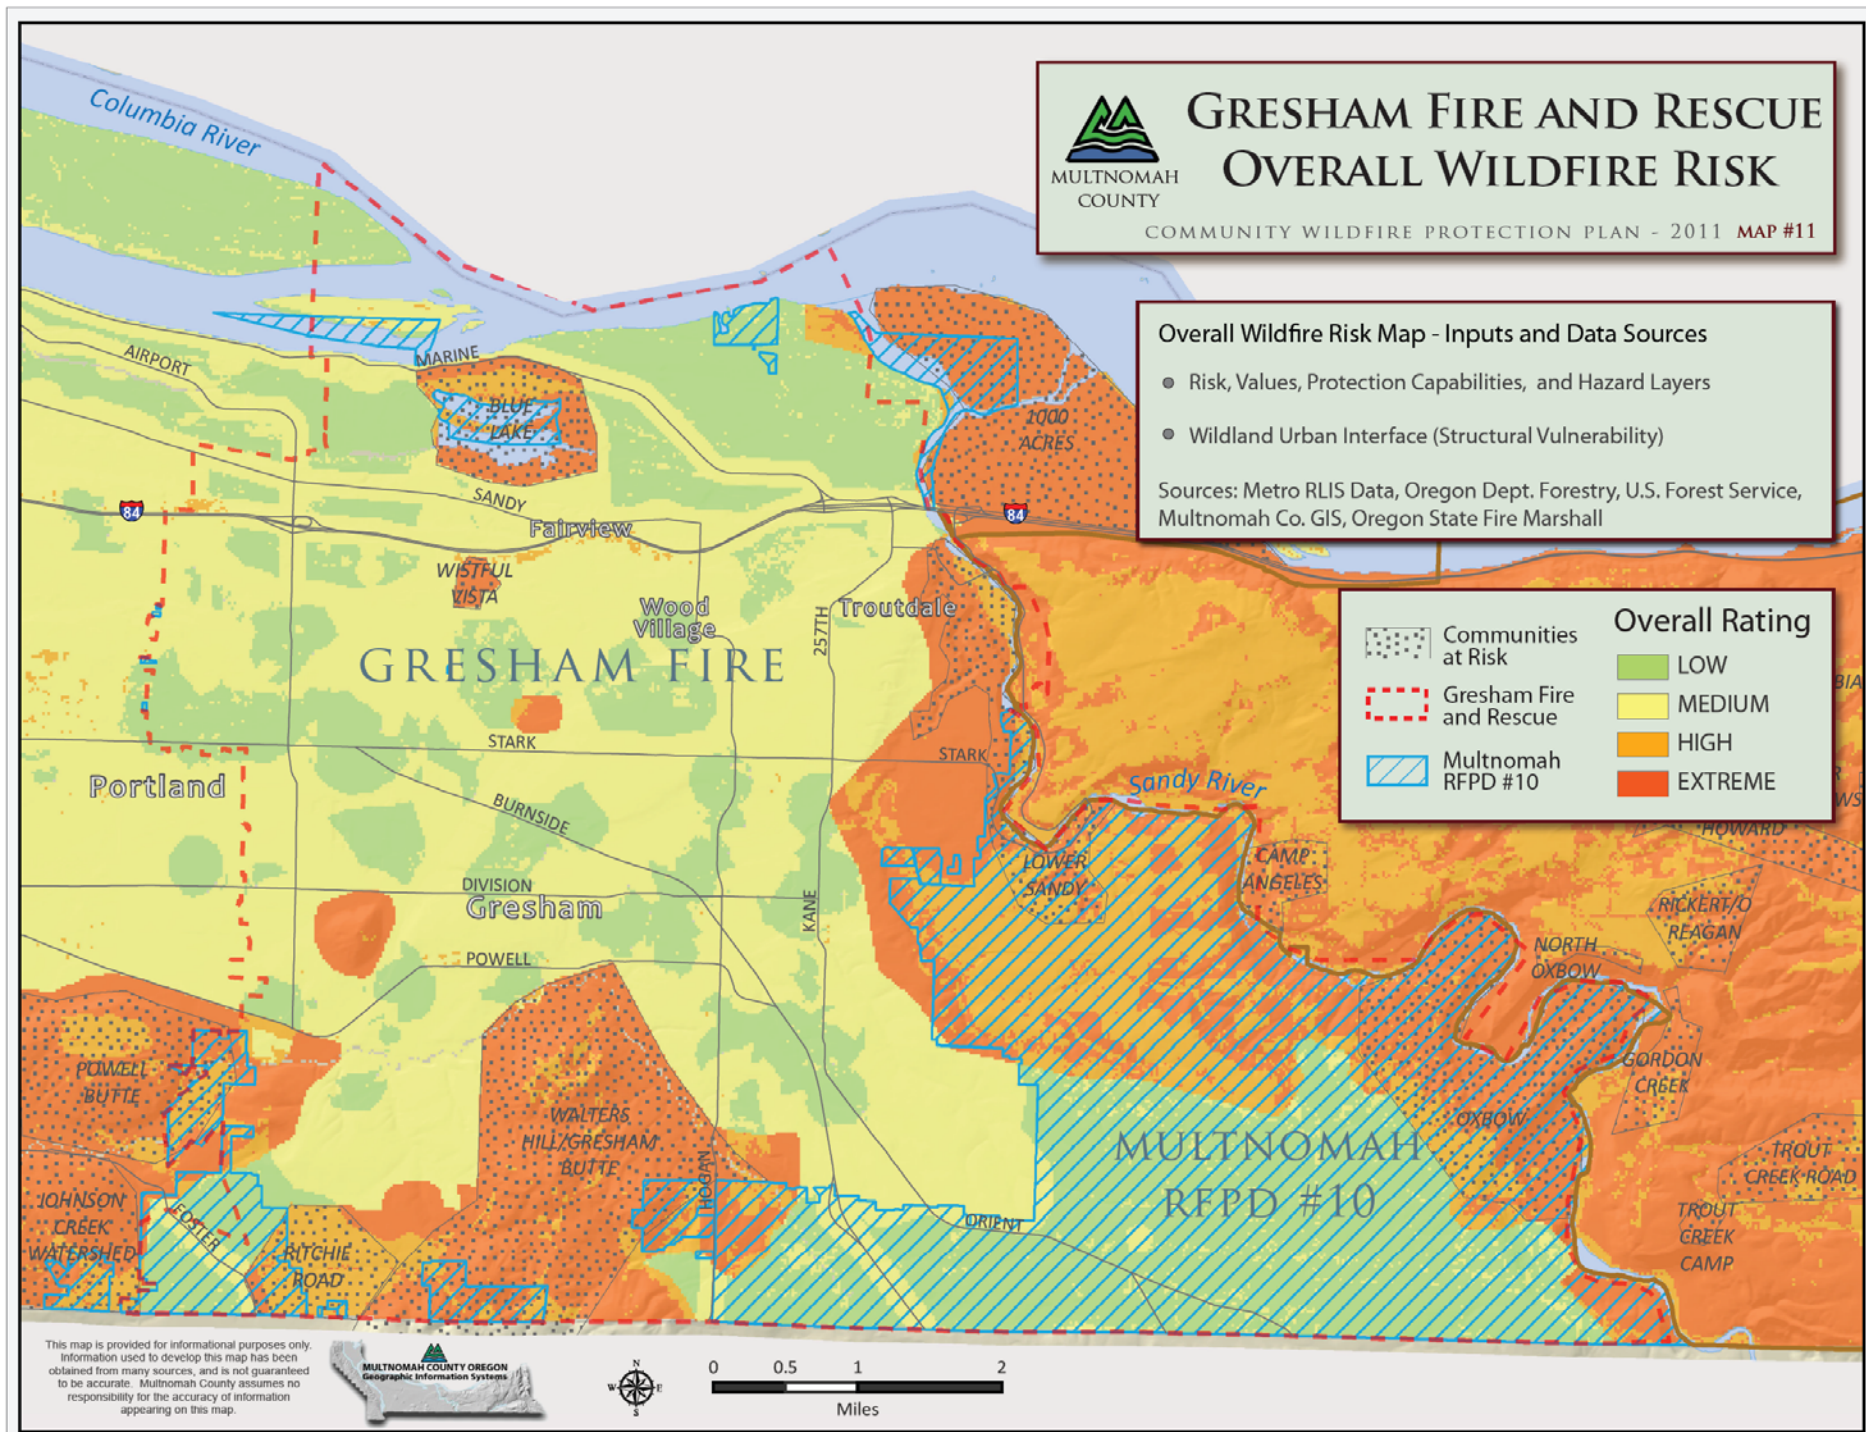 Columbia River
MULTNOMAH
COUNTY
GRESHAM FIRE AND RESCUE
OVERALL WILDFIRE RISK
COMMUNITY WILDFIRE PROTECTION PLAN - 2011 MAP #11
Overall Wildfire Risk Map - Inputs and Data Sources
Risk, Values, Protection Capabilities, and Hazard Layers
Wildland Urban Interface (Structural Vulnerability)
Sources: Metro RLIS Data, Oregon Dept. Forestry, U.S. Forest Service,
Multnomah Co. GIS, Oregon State Fire Marshall
Communities
at Risk
Gresham Fire
and Rescue
Multnomah
RFPD #10
Overall Rating
LOW
MEDIUM
HIGH
EXTREME
AIRPORT
MARINE
BLUE
LAKE
1000
ACRES
SANDY
84
84
Fairview
WISTFUL
VISTA
Wood
Village
257TH
Troutdale
GRESHAM FIRE
STARK
STARK
Portland
BURNSIDE
Sandy River
HOWARD
LOWER
SANDY
CAMP
ANGELES
DIVISION
Gresham
KANE
RICKERT/O
REAGAN
POWELL
NORTH
OXBOW
POWELL
BUTTE
GORDON
CREEK
WALTERS
HILL/GRESHAM
BUTTE
OXBOW
MULTNOMAH
RFPD #10
TROUT
CREEK ROAD
HOGAN
JOHNSON
CREEK
WATERSHED
FOSTER
RITCHIE
ROAD
ORIENT
TROUT
CREEK
CAMP
This map is provided for informational purposes only.
Information used to develop this map has been
obtained from many sources, and is not guaranteed
to be accurate. Multnomah County assumes no
responsibility for the accuracy of information
appearing on this map.
MULTNOMAH COUNTY OREGON
Geographic Information Systems
N
W E
S
0 0.5 1 2
Miles